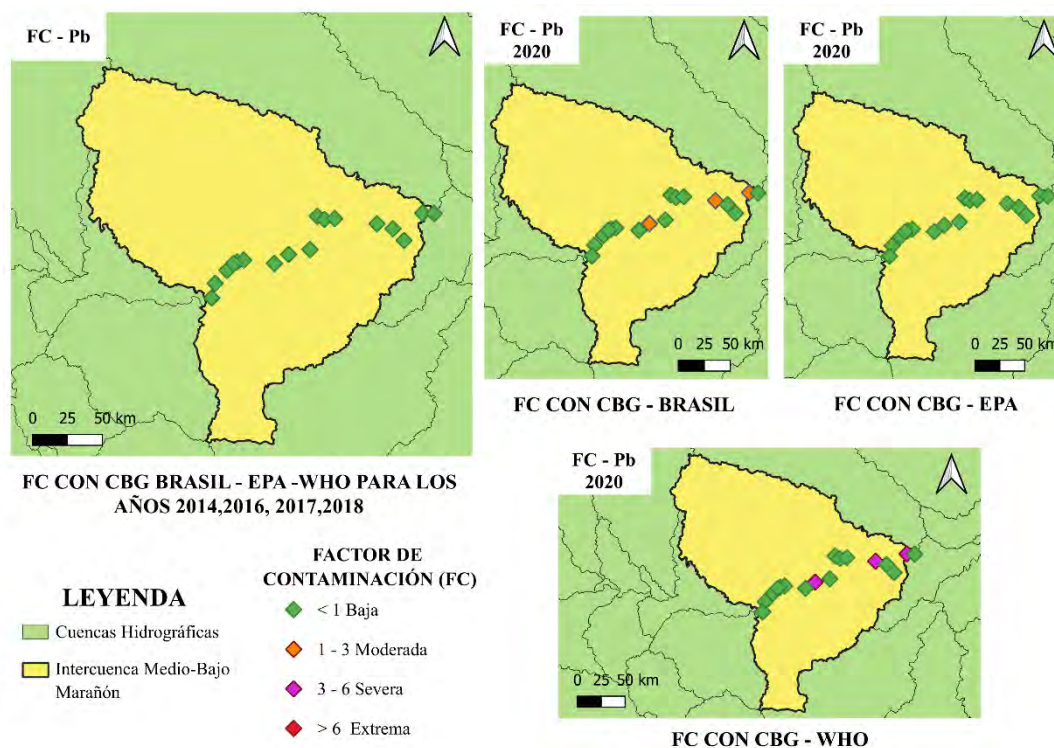 FC - Pb
0 25 50 km
FC CON CBG BRASIL - EPA -WHO PARA LOS
AÑOS 2014,2016, 2017,2018
FC - Pb
2020
0 25 50 km
FC CON CBG - BRASIL
FC - Pb
2020
0 25 50 km
FC CON CBG - EPA
LEYENDA
Cuencas Hidrográficas
Intercuenca Medio-Bajo
Marañón
FACTOR DE
CONTAMINACIÓN (FC)
< 1 Baja
1 - 3 Moderada
3 - 6 Severa
> 6 Extrema
FC - Pb
2020
0 25 50 km
FC CON CBG - WHO